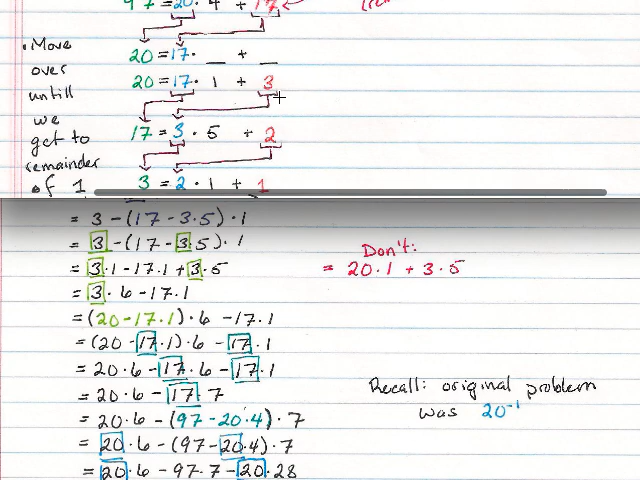 97 = 20 · 4 + 17
• Move over untill we get to remainder of 1
20 = 17 · _ + _
20 = 17 · 1 + 3
17 = 3 · 5 + 2
3 = 2 · 1 + 1
= 3 - (17 - 3·5) · 1
= 3 - (17 - 3·5) · 1
Don't:
= 3·1 - 17·1 + 3·5
= 20·1 + 3·5
= 3·6 - 17·1
= (20 - 17·1)·6 - 17·1
= (20 - 17·1)·6 - 17·1
= 20·6 - 17·6 - 17·1
= 20·6 - 17·7
Recall: original problem
was 20⁻¹
= 20·6 - (97 - 20·4)·7
= 20·6 - (97 - 20·4)·7
= 20·6 - 97·7 - 20·28